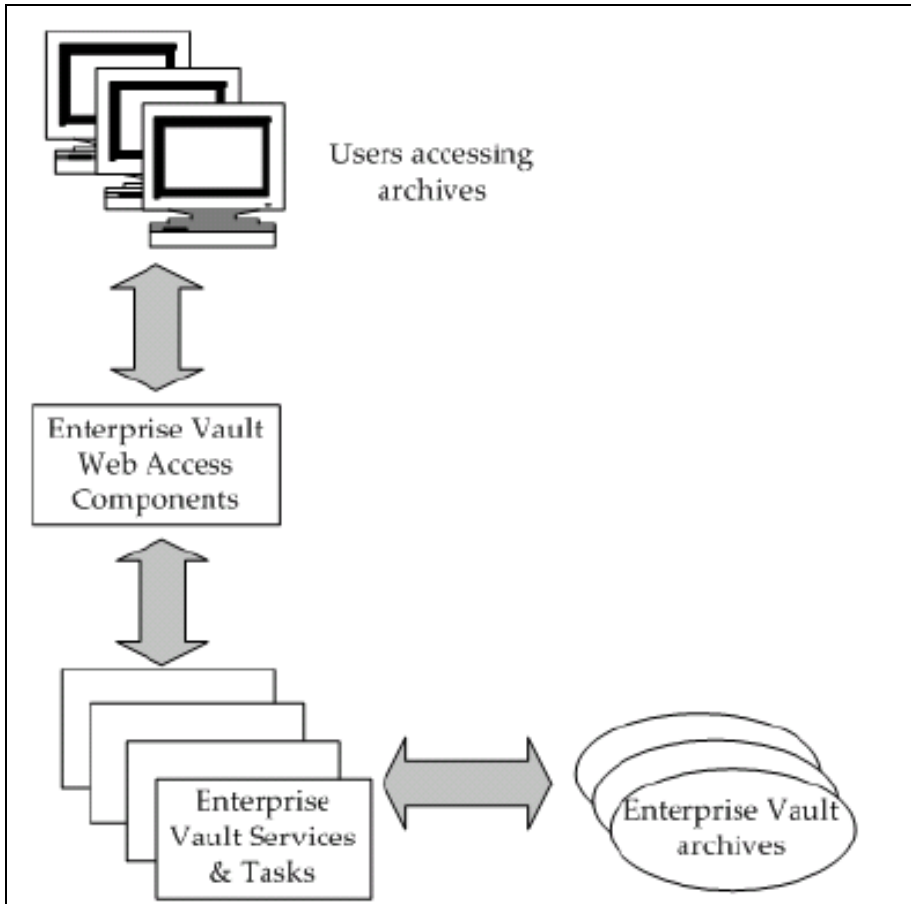 Users accessing
archives
Enterprise Vault
Web Access
Components
Enterprise
Vault Services
& Tasks
Enterprise Vault
archives